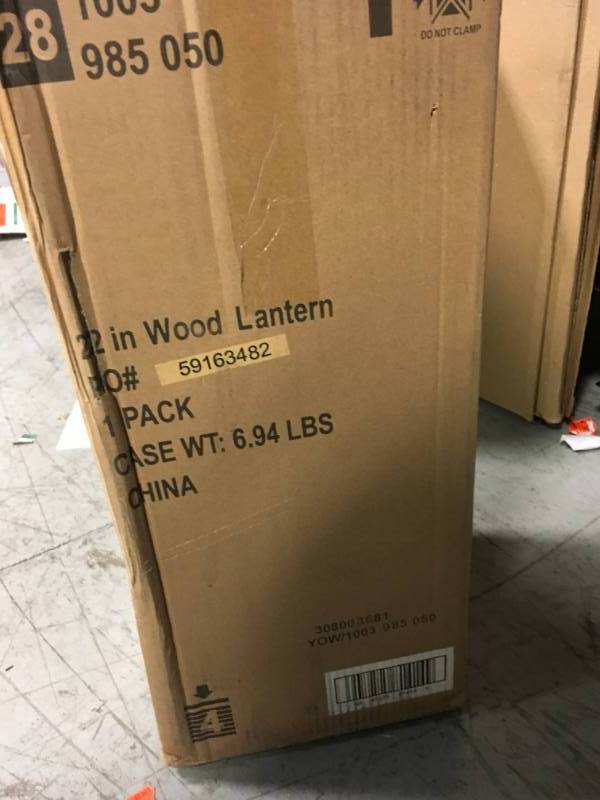 28
1003
985 050
DO NOT CLAMP
22 in Wood Lantern
PO# 59163482
1 PACK
CASE WT: 6.94 LBS
CHINA
308003681
YOW/1003 985 050
4